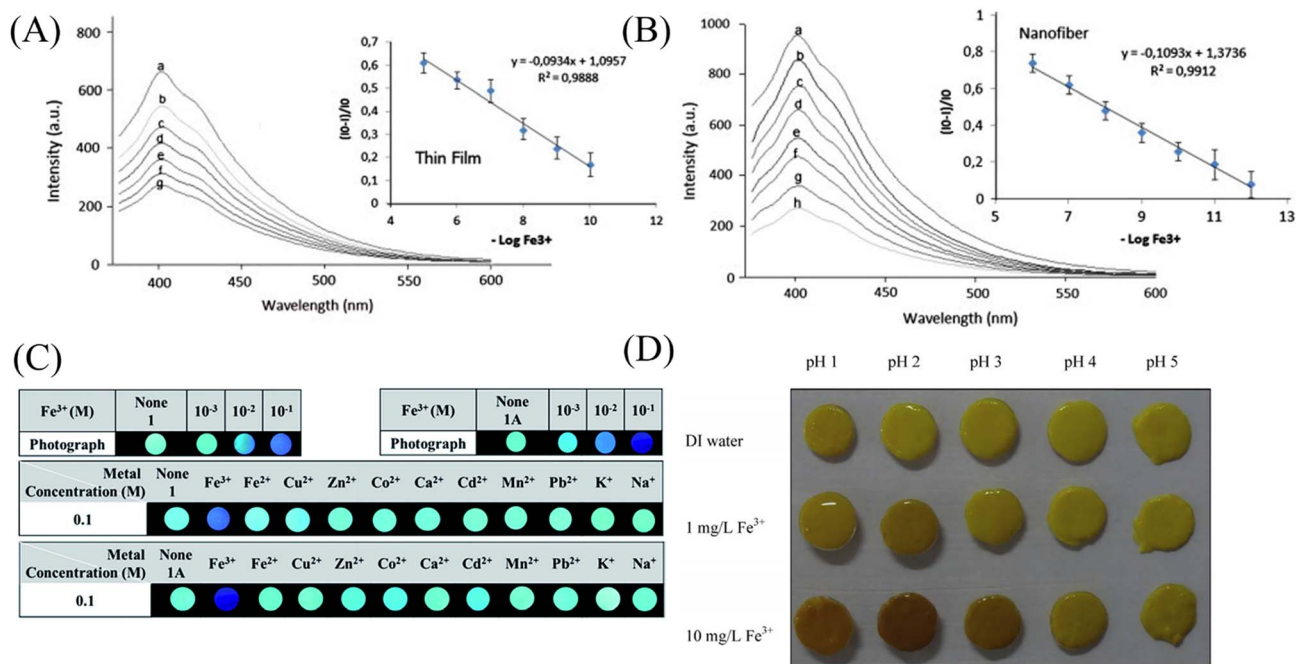 (A)
800
600
400
200
0
Intensity (a.u.)
a
b
c
d
e
f
g
400
450
500
550
600
Wavelength (nm)
0,7
0,6
0,5
0,4
0,3
0,2
0,1
0
(I0-I)/I0
y = -0,0934x + 1,0957
R² = 0,9888
Thin Film
4
6
8
10
12
- Log Fe3+
(B)
1000
800
600
400
200
0
Intensity (a.u.)
a
b
c
d
e
f
g
h
400
450
500
550
600
Wavelength (nm)
1
0,8
0,6
0,4
0,2
0
(I0-I)/I0
Nanofiber
y = -0,1093x + 1,3736
R² = 0,9912
5
7
9
11
13
- Log Fe3+
(C)
Fe³⁺ (M) None 1 10⁻³ 10⁻² 10⁻¹
Photograph
Fe³⁺ (M) None 1A 10⁻³ 10⁻² 10⁻¹
Photograph
Metal Concentration (M) None 1 Fe³⁺ Fe²⁺ Cu²⁺ Zn²⁺ Co²⁺ Ca²⁺ Cd²⁺ Mn²⁺ Pb²⁺ K⁺ Na⁺
0.1
Metal Concentration (M) None 1A Fe³⁺ Fe²⁺ Cu²⁺ Zn²⁺ Co²⁺ Ca²⁺ Cd²⁺ Mn²⁺ Pb²⁺ K⁺ Na⁺
0.1
(D)
pH 1 pH 2 pH 3 pH 4 pH 5
DI water
1 mg/L Fe³⁺
10 mg/L Fe³⁺